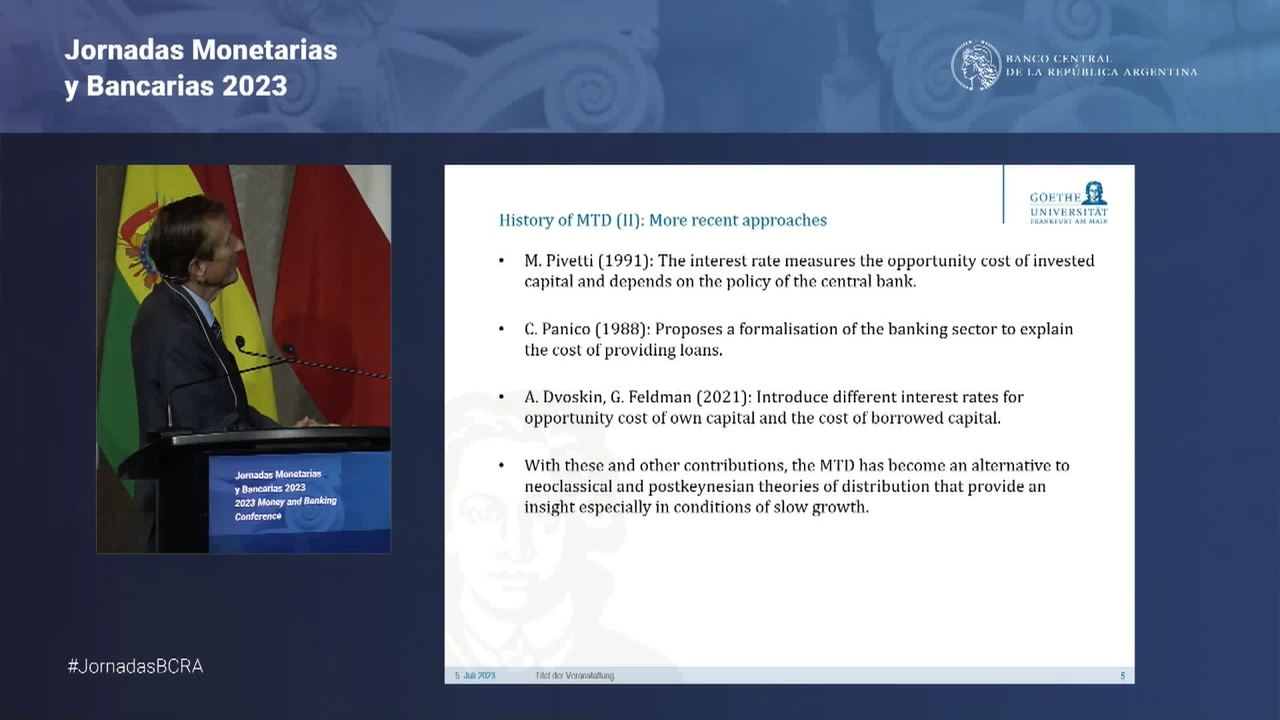 Jornadas Monetarias
y Bancarias 2023
BANCO CENTRAL
DE LA REPÚBLICA ARGENTINA
GOETHE
UNIVERSITÄT
FRANKFURT AM MAIN
History of MTD (II): More recent approaches
• M. Pivetti (1991): The interest rate measures the opportunity cost of invested
capital and depends on the policy of the central bank.
• C. Panico (1988): Proposes a formalisation of the banking sector to explain
the cost of providing loans.
• A. Dvoskin, G. Feldman (2021): Introduce different interest rates for
opportunity cost of own capital and the cost of borrowed capital.
• With these and other contributions, the MTD has become an alternative to
neoclassical and postkeynesian theories of distribution that provide an
insight especially in conditions of slow growth.
5 Juli 2023 Titel der Veranstaltung 5
Jornadas Monetarias
y Bancarias 2023
2023 Money and Banking
Conference
#JornadasBCRA